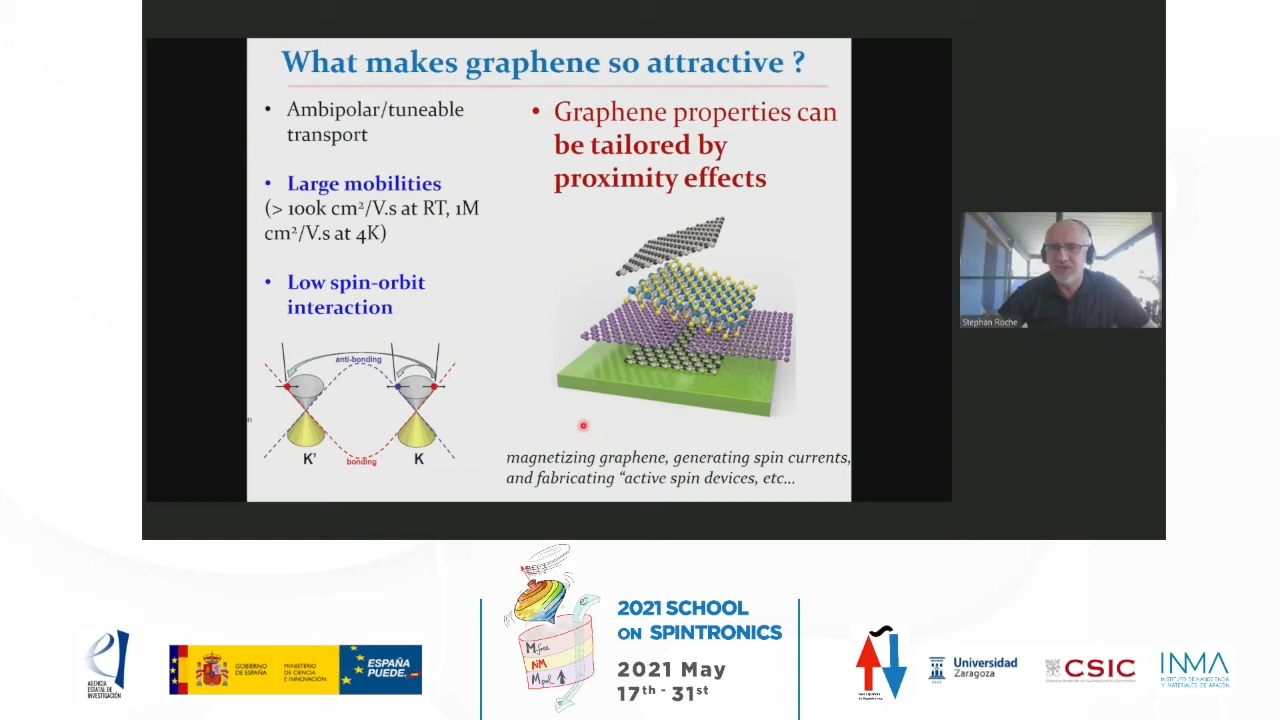 What makes graphene so attractive ?
• Ambipolar/tuneable
transport
• Large mobilities
(> 100k cm²/V.s at RT, 1M
cm²/V.s at 4K)
• Low spin-orbit
interaction
anti-bonding
K'
bonding
K
• Graphene properties can
be tailored by
proximity effects
magnetizing graphene, generating spin currents,
and fabricating “active spin devices, etc...
Stephan Roche
AGENCIA
ESTATAL DE
INVESTIGACIÓN
GOBIERNO
DE ESPAÑA
MINISTERIO
DE CIENCIA
E INNOVACIÓN
ESPAÑA
PUEDE.
M free
NM
M pol
2021 SCHOOL
ON SPINTRONICS
2021 May
17th - 31st
Universidad
Zaragoza
CSIC
INMA
INSTITUTO DE NANOCIENCIA
Y MATERIALES DE ARAGÓN